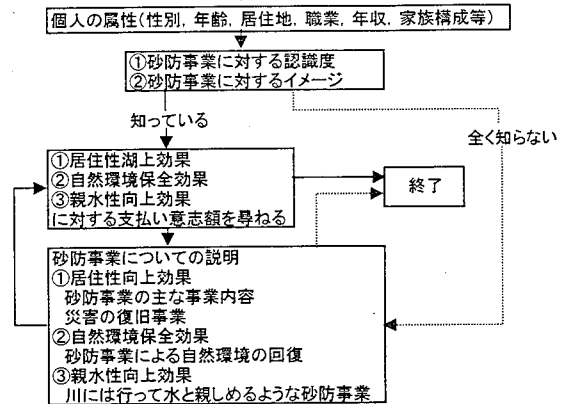 個人の属性(性別, 年齢, 居住地, 職業, 年収, 家族構成等)
①砂防事業に対する認識度
②砂防事業に対するイメージ
知っている
全く知らない
①居住性湖上効果
②自然環境保全効果
③親水性向上効果
に対する支払い意志額を尋ねる
終了
砂防事業についての説明
①居住性向上効果
砂防事業の主な事業内容
災害の復旧事業
②自然環境保全効果
砂防事業による自然環境の回復
③親水性向上効果
川には行って水と親しめるような砂防事業